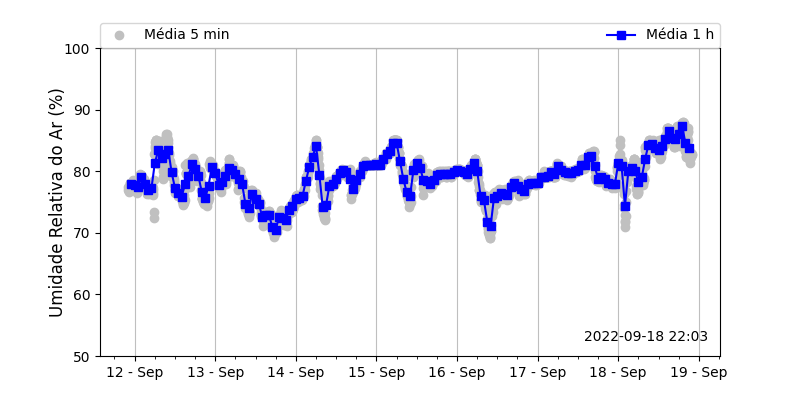 Média 5 min
Média 1 h
Umidade Relativa do Ar (%)
100
90
80
70
60
50
2022-09-18 22:03
12 - Sep
13 - Sep
14 - Sep
15 - Sep
16 - Sep
17 - Sep
18 - Sep
19 - Sep